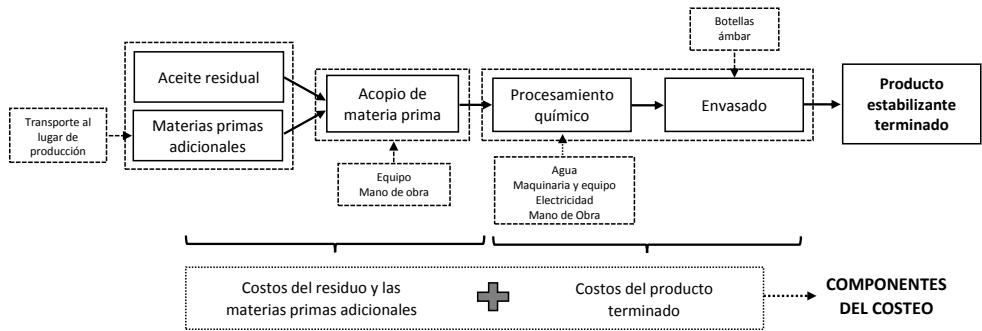 Botellas
ámbar
Aceite residual
Transporte al
lugar de
producción
Materias primas
adicionales
Acopio de
materia prima
Procesamiento
químico
Envasado
Producto
estabilizante
terminado
Equipo
Mano de obra
Agua
Maquinaria y equipo
Electricidad
Mano de Obra
Costos del residuo y las
materias primas adicionales
Costos del producto
terminado
COMPONENTES
DEL COSTEO